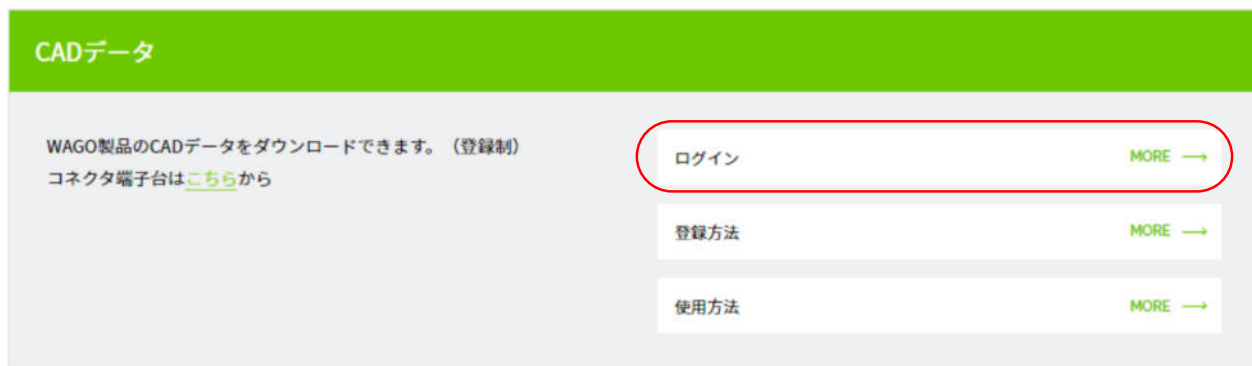 CADデータ
WAGO製品のCADデータをダウンロードできます。（登録制）
コネクタ端子台はこちらから
ログイン MORE →
登録方法 MORE →
使用方法 MORE →